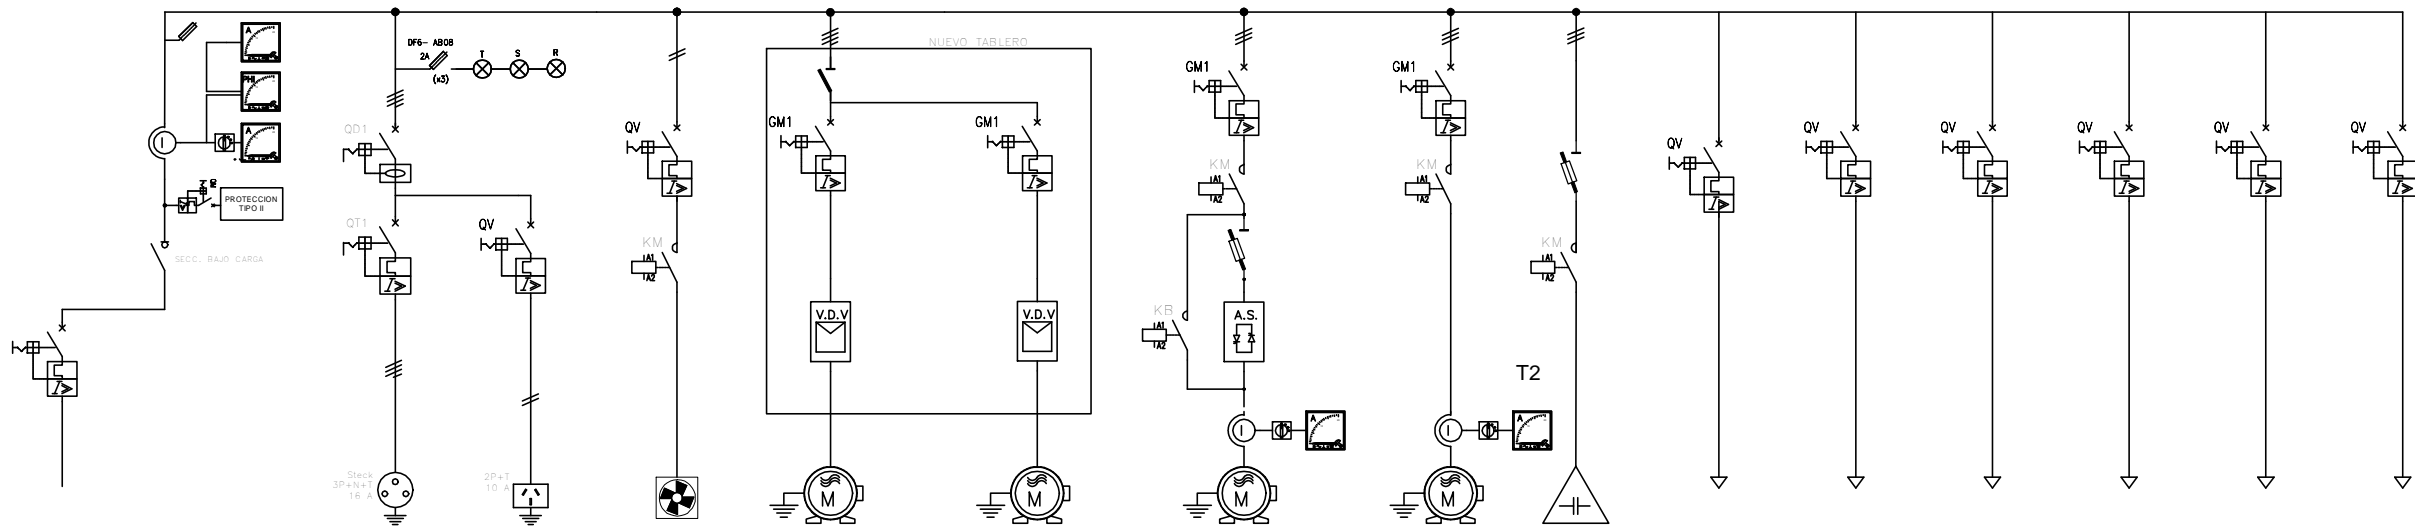 A
PHI
A
PROTECCION
TIPO II
SECC. BAJO CARGA
DF6- AB08
2A
(x3)
T
S
R
QD1
QT1
QV
Steck
3P+N+T
16 A
2P+T
10 A
QV
KM
A1
A2
NUEVO TABLERO
GM1
GM1
V.D.V
V.D.V
M
M
GM1
KM
A1
A2
KB
A1
A2
A.S.
I
A
M
GM1
KM
A1
A2
I
A
M
T2
KM
A1
A2
QV
QV
QV
QV
QV
QV
I>
I>
I>
I>
I>
I>
I>
I>
I>
I>
I>
I>
I>
I>
I